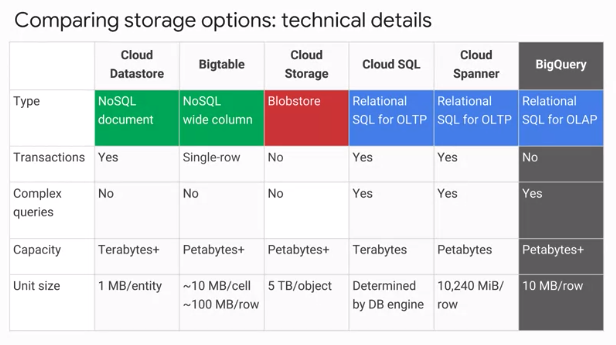 Comparing storage options: technical details
Cloud Datastore Bigtable Cloud Storage Cloud SQL Cloud Spanner BigQuery
Type NoSQL document NoSQL wide column Blobstore Relational SQL for OLTP Relational SQL for OLTP Relational SQL for OLAP
Transactions Yes Single-row No Yes Yes No
Complex queries No No No Yes Yes Yes
Capacity Terabytes+ Petabytes+ Petabytes+ Terabytes Petabytes Petabytes+
Unit size 1 MB/entity ~10 MB/cell ~100 MB/row 5 TB/object Determined by DB engine 10,240 MiB/ row 10 MB/row